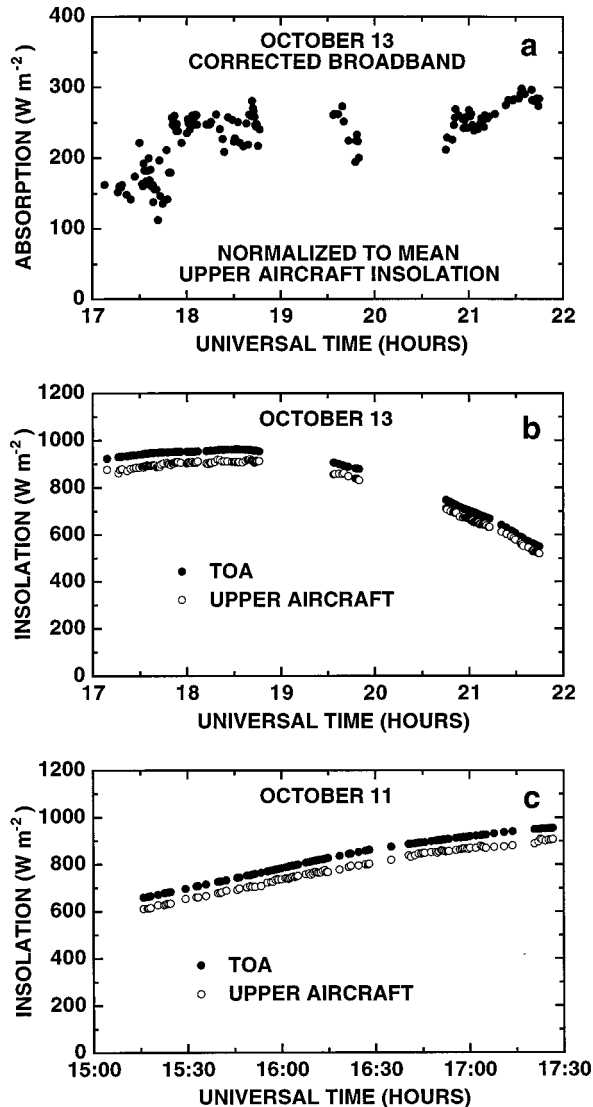 OCTOBER 13
CORRECTED BROADBAND
a
ABSORPTION (W m-2)
400
300
200
100
0
NORMALIZED TO MEAN
UPPER AIRCRAFT INSOLATION
17 18 19 20 21 22
UNIVERSAL TIME (HOURS)
OCTOBER 13
b
INSOLATION (W m-2)
1200
1000
800
600
400
200
0
TOA
UPPER AIRCRAFT
17 18 19 20 21 22
UNIVERSAL TIME (HOURS)
OCTOBER 11
c
INSOLATION (W m-2)
1200
1000
800
600
400
200
0
TOA
UPPER AIRCRAFT
15:00 15:30 16:00 16:30 17:00 17:30
UNIVERSAL TIME (HOURS)